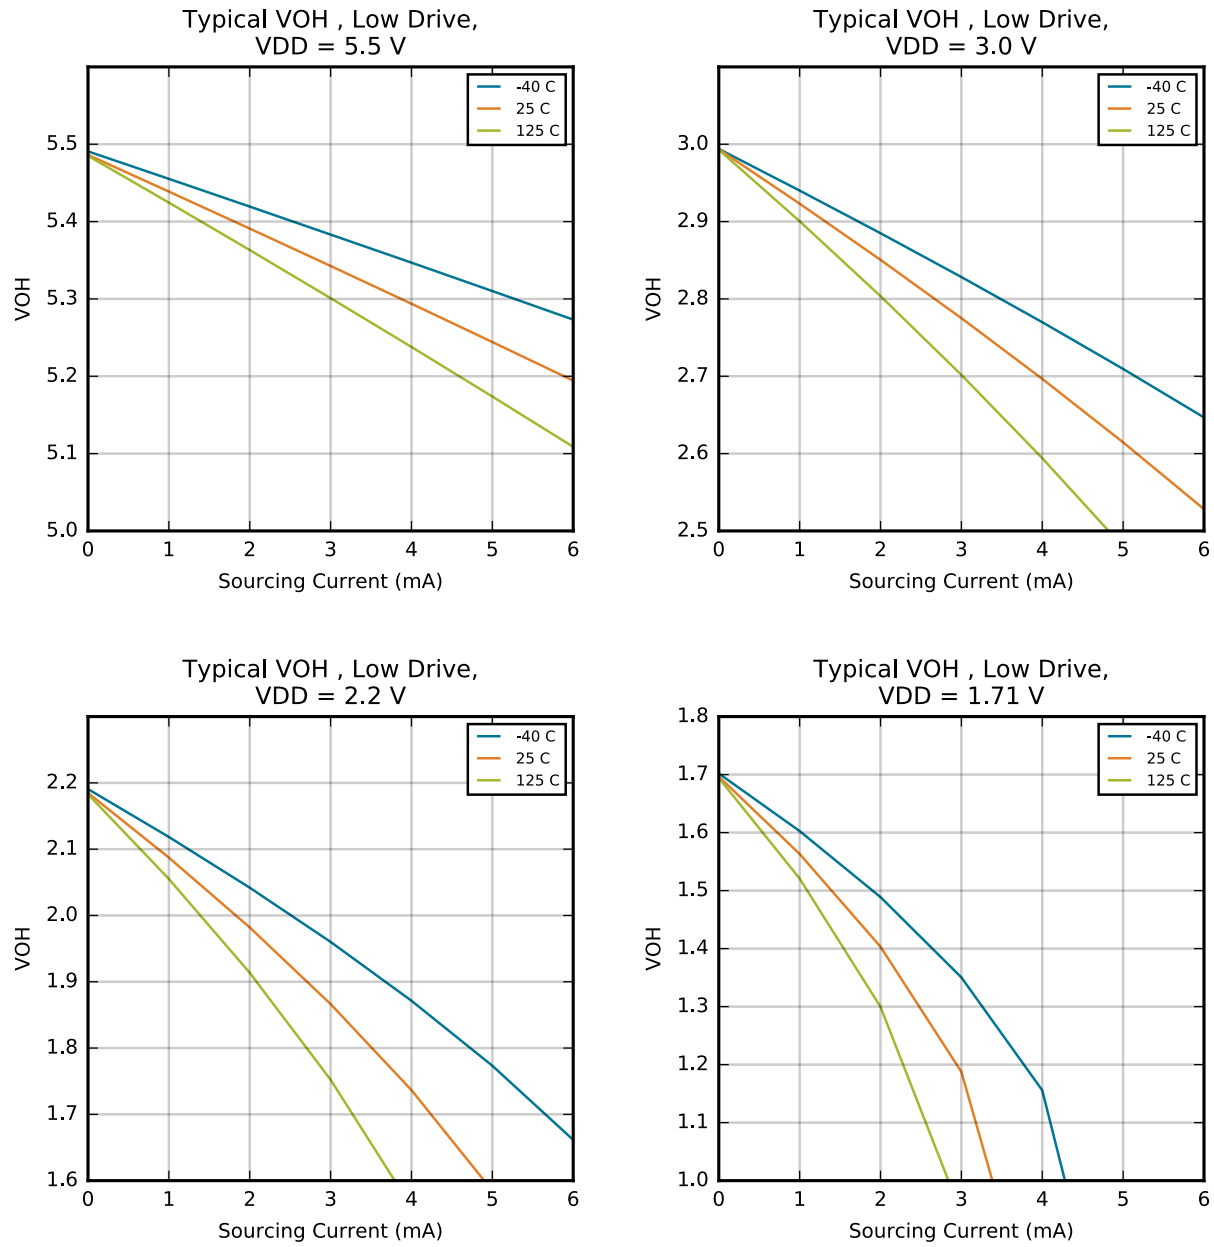 Typical VOH , Low Drive,
VDD = 5.5 V
-40 C
25 C
125 C
5.5
5.4
5.3
5.2
5.1
5.0
VOH
0 1 2 3 4 5 6
Sourcing Current (mA)
Typical VOH , Low Drive,
VDD = 3.0 V
-40 C
25 C
125 C
3.0
2.9
2.8
2.7
2.6
2.5
VOH
0 1 2 3 4 5 6
Sourcing Current (mA)
Typical VOH , Low Drive,
VDD = 2.2 V
-40 C
25 C
125 C
2.2
2.1
2.0
1.9
1.8
1.7
1.6
VOH
0 1 2 3 4 5 6
Sourcing Current (mA)
Typical VOH , Low Drive,
VDD = 1.71 V
-40 C
25 C
125 C
1.8
1.7
1.6
1.5
1.4
1.3
1.2
1.1
1.0
VOH
0 1 2 3 4 5 6
Sourcing Current (mA)